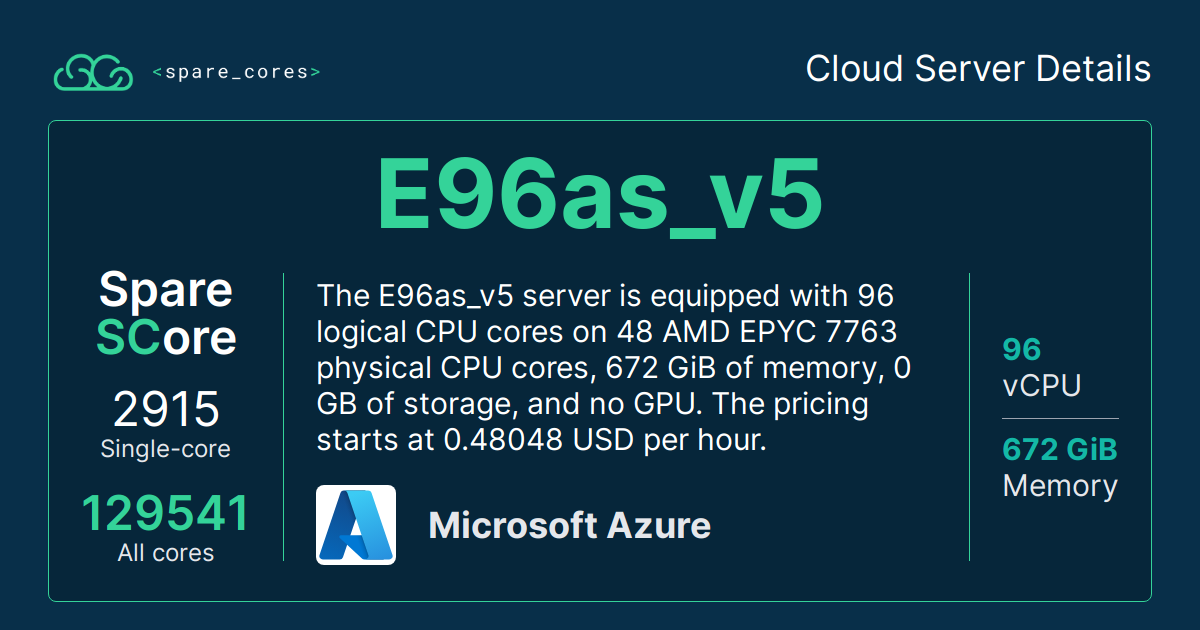 <spare_cores>
Cloud Server Details
E96as_v5
Spare
SCore
2915
Single-core
129541
All cores
The E96as_v5 server is equipped with 96
logical CPU cores on 48 AMD EPYC 7763
physical CPU cores, 672 GiB of memory, 0
GB of storage, and no GPU. The pricing
starts at 0.48048 USD per hour.
Microsoft Azure
96
vCPU
672 GiB
Memory